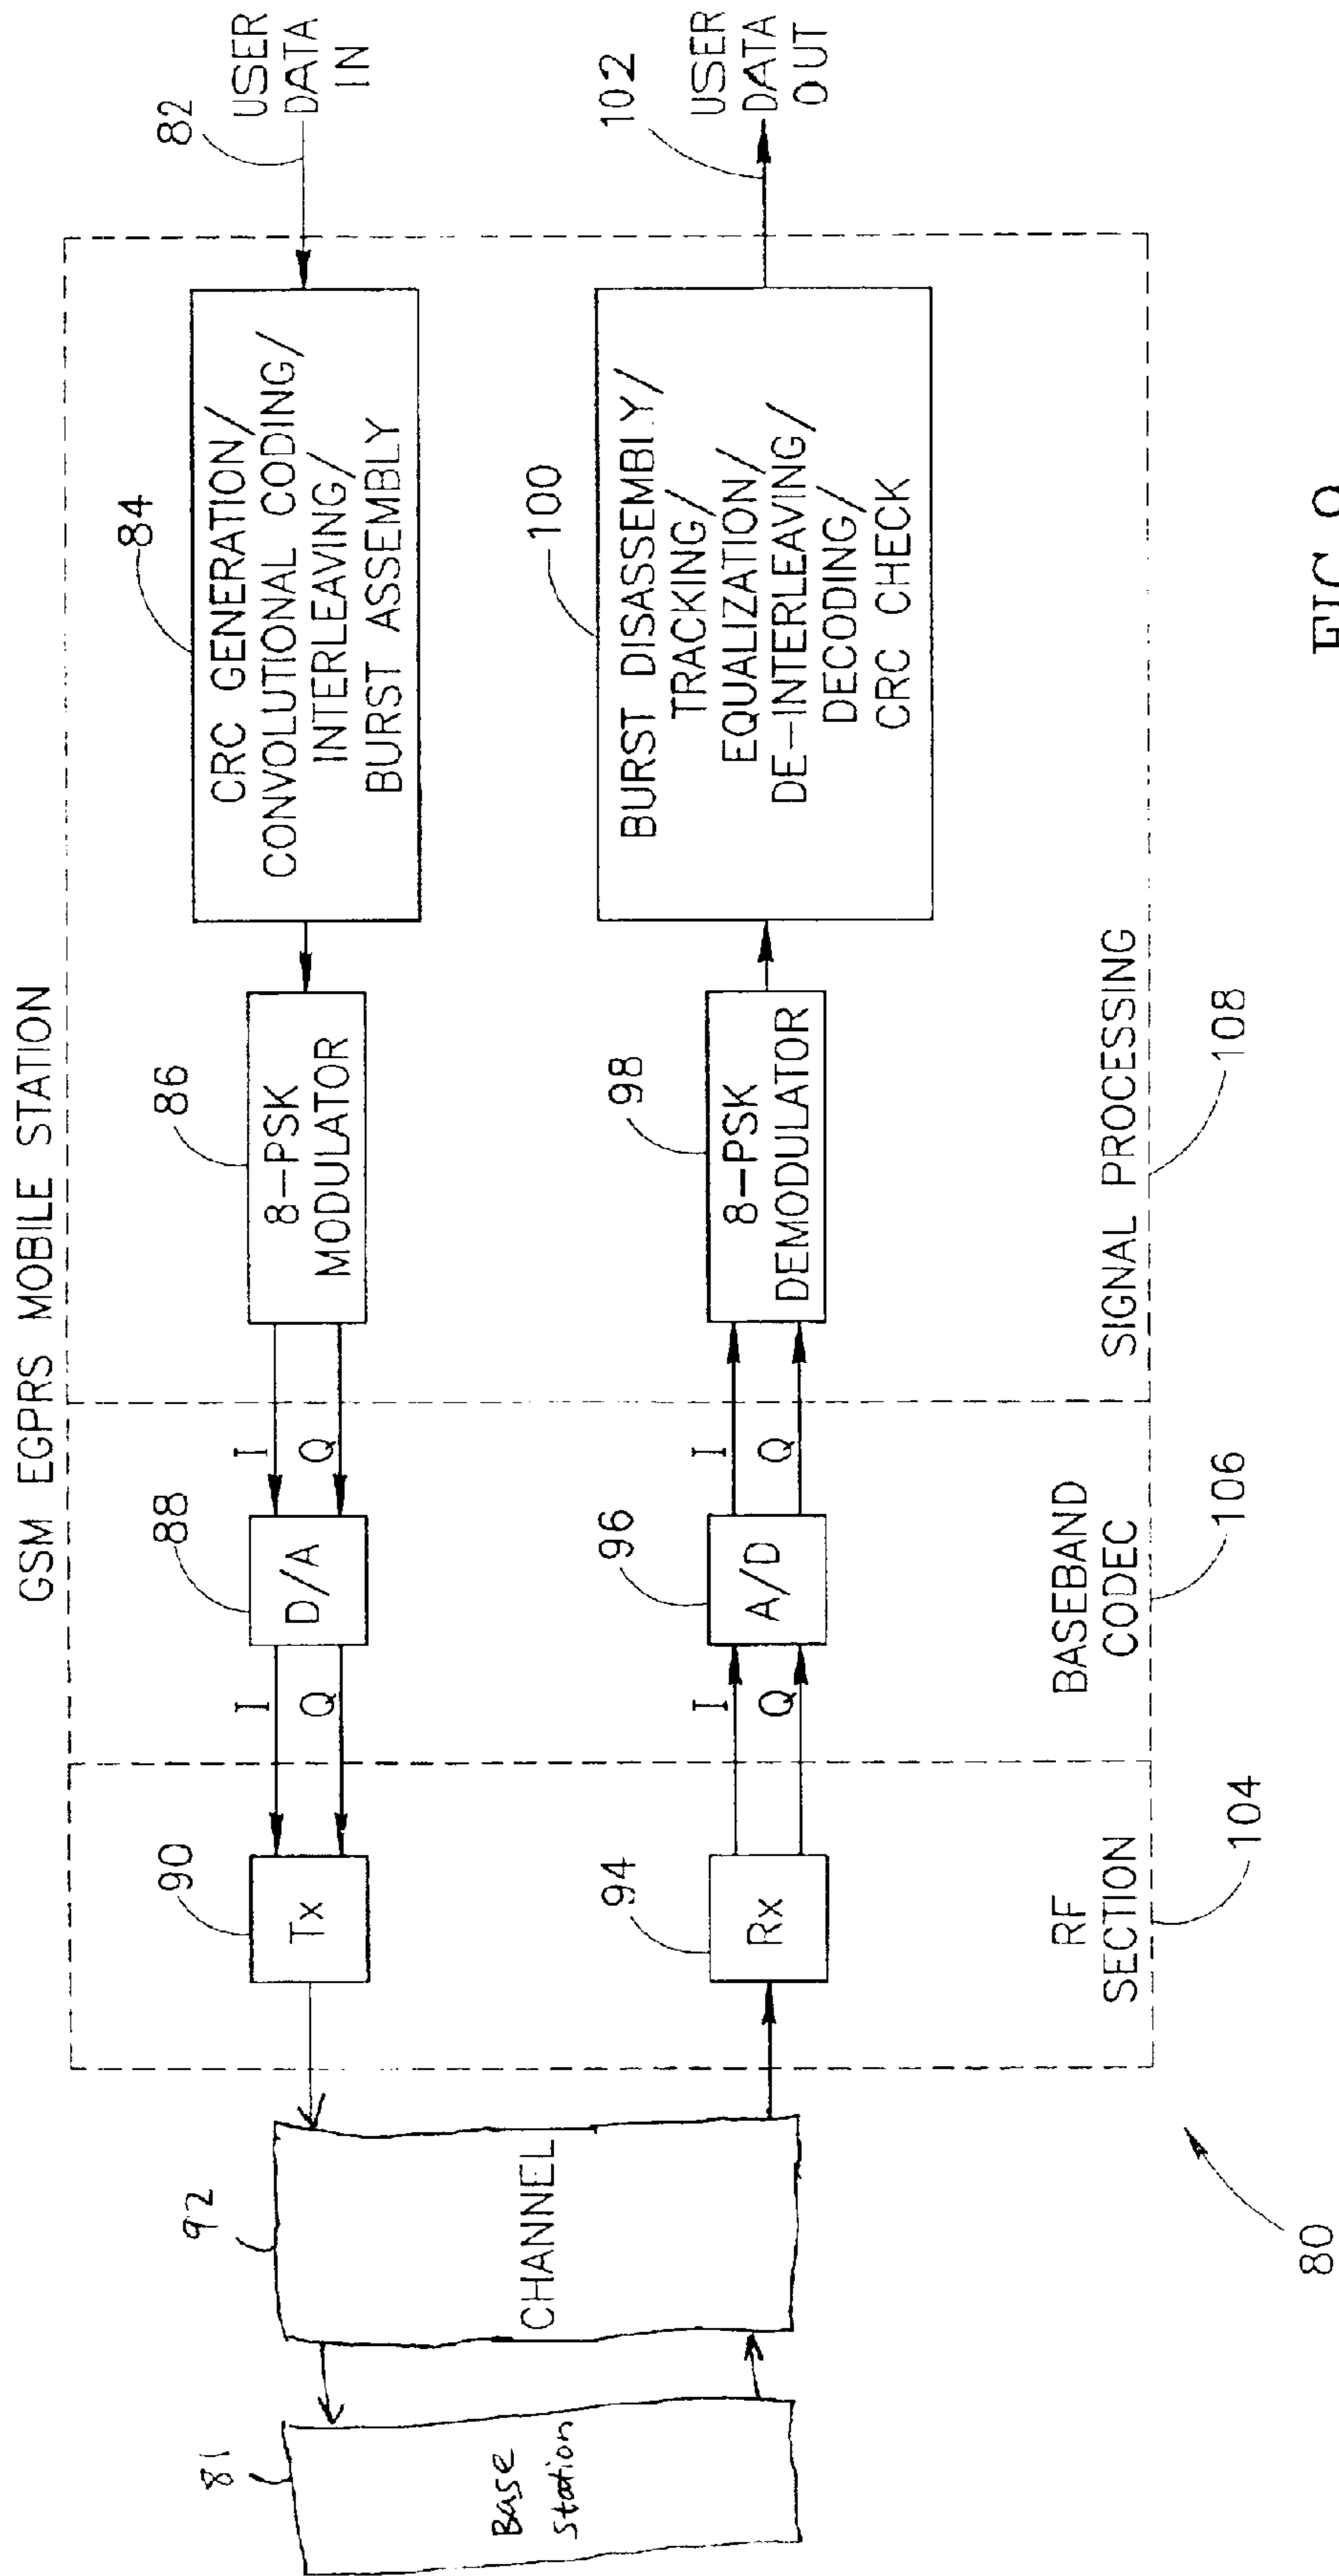 GSM EGPRS MOBILE STATION
81
Base
station
92
CHANNEL
90
Tx
I
Q
88
D/A
I
Q
86
8-PSK
MODULATOR
84
CRC GENERATION/
CONVOLUTIONAL CODING/
INTERLEAVING/
BURST ASSEMBLY
82
USER
DATA
IN
94
Rx
I
Q
96
A/D
I
Q
98
8-PSK
DEMODULATOR
100
BURST DISASSEMBLY/
TRACKING/
EQUALIZATION/
DE-INTERLEAVING/
DECODING/
CRC CHECK
102
USER
DATA
OUT
RF
SECTION
104
BASEBAND
CODEC
106
SIGNAL PROCESSING
108
80
FIG